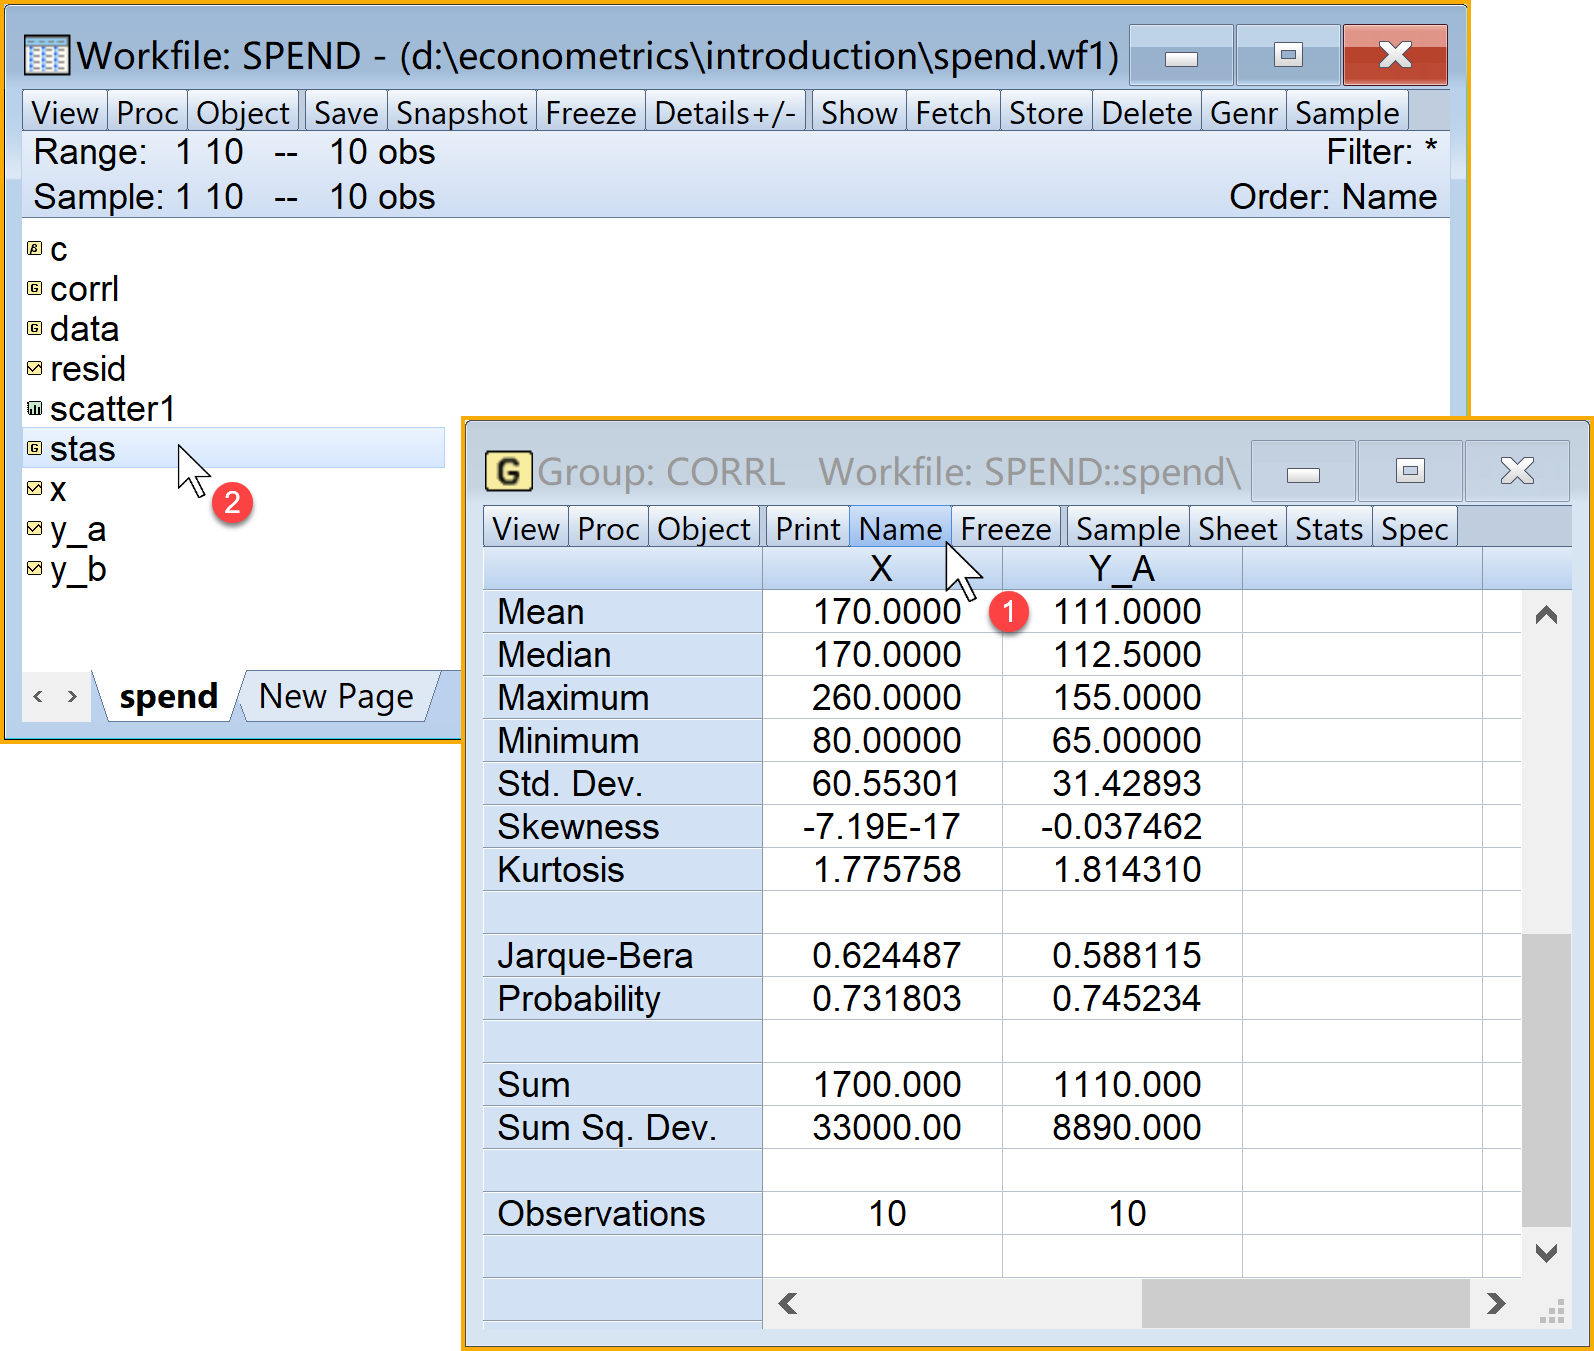 Workfile: SPEND - (d:\econometrics\introduction\spend.wf1)
View Proc Object Save Snapshot Freeze Details+/- Show Fetch Store Delete Genr Sample
Range: 1 10 -- 10 obs Filter: *
Sample: 1 10 -- 10 obs Order: Name
c
corrl
data
resid
scatter1
stas
2
x
y_a
y_b
spend New Page
G Group: CORRL Workfile: SPEND::spend\
View Proc Object Print Name Freeze Sample Sheet Stats Spec
X Y_A
1
Mean 170.0000 111.0000
Median 170.0000 112.5000
Maximum 260.0000 155.0000
Minimum 80.00000 65.00000
Std. Dev. 60.55301 31.42893
Skewness -7.19E-17 -0.037462
Kurtosis 1.775758 1.814310
Jarque-Bera 0.624487 0.588115
Probability 0.731803 0.745234
Sum 1700.000 1110.000
Sum Sq. Dev. 33000.00 8890.000
Observations 10 10